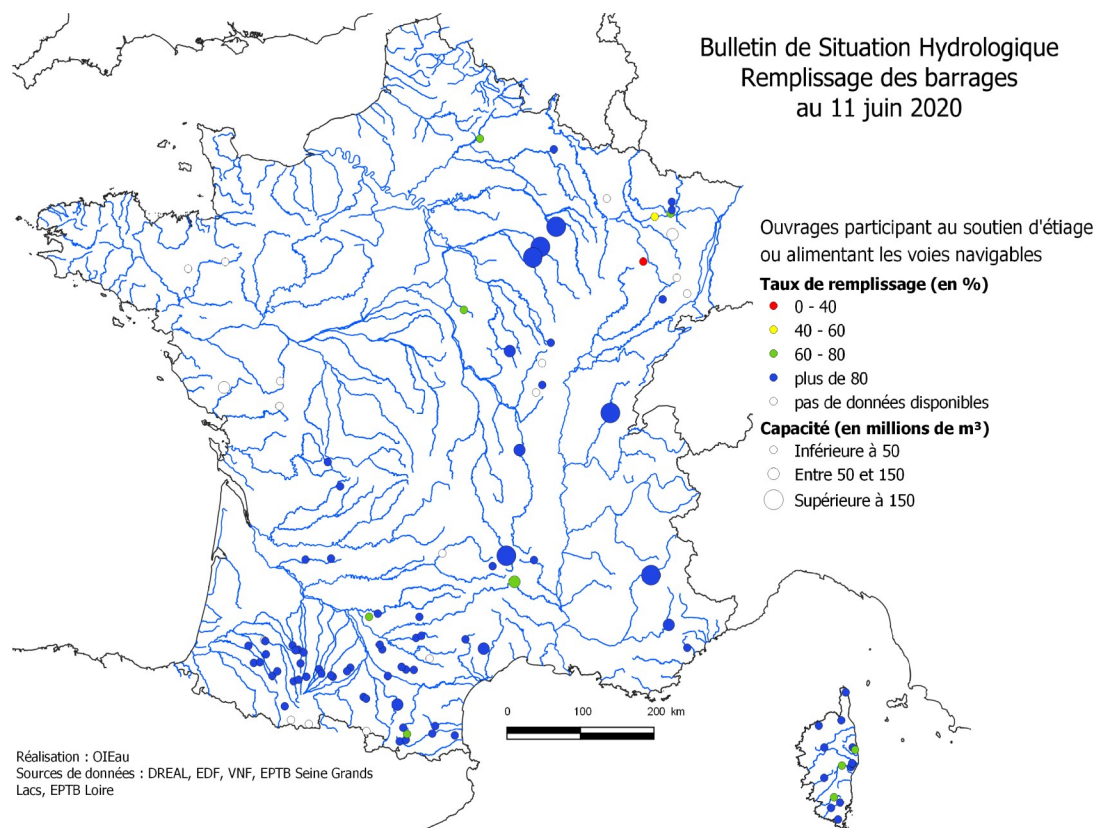 Bulletin de Situation Hydrologique
Remplissage des barrages
au 11 juin 2020
Ouvrages participant au soutien d'étiage
ou alimentant les voies navigables
Taux de remplissage (en %)
0 - 40
40 - 60
60 - 80
plus de 80
pas de données disponibles
Capacité (en millions de m³)
Inférieure à 50
Entre 50 et 150
Supérieure à 150
0 100 200 km
Réalisation : OIEau
Sources de données : DREAL, EDF, VNF, EPTB Seine Grands
Lacs, EPTB Loire